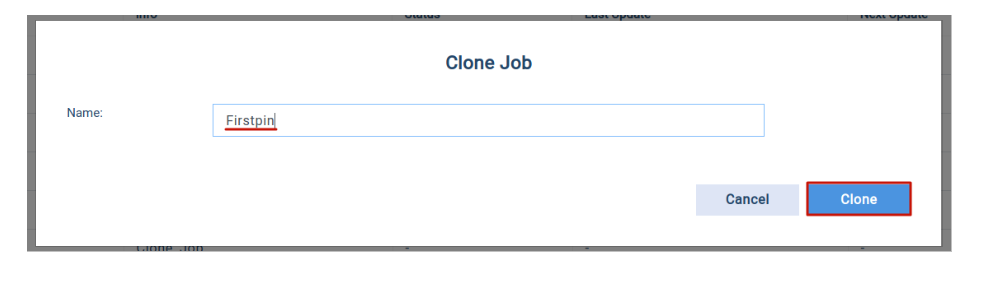 Info Status Last Update Next Update
Clone Job
Name:
Firstpin
Cancel Clone
Clone Job - - -